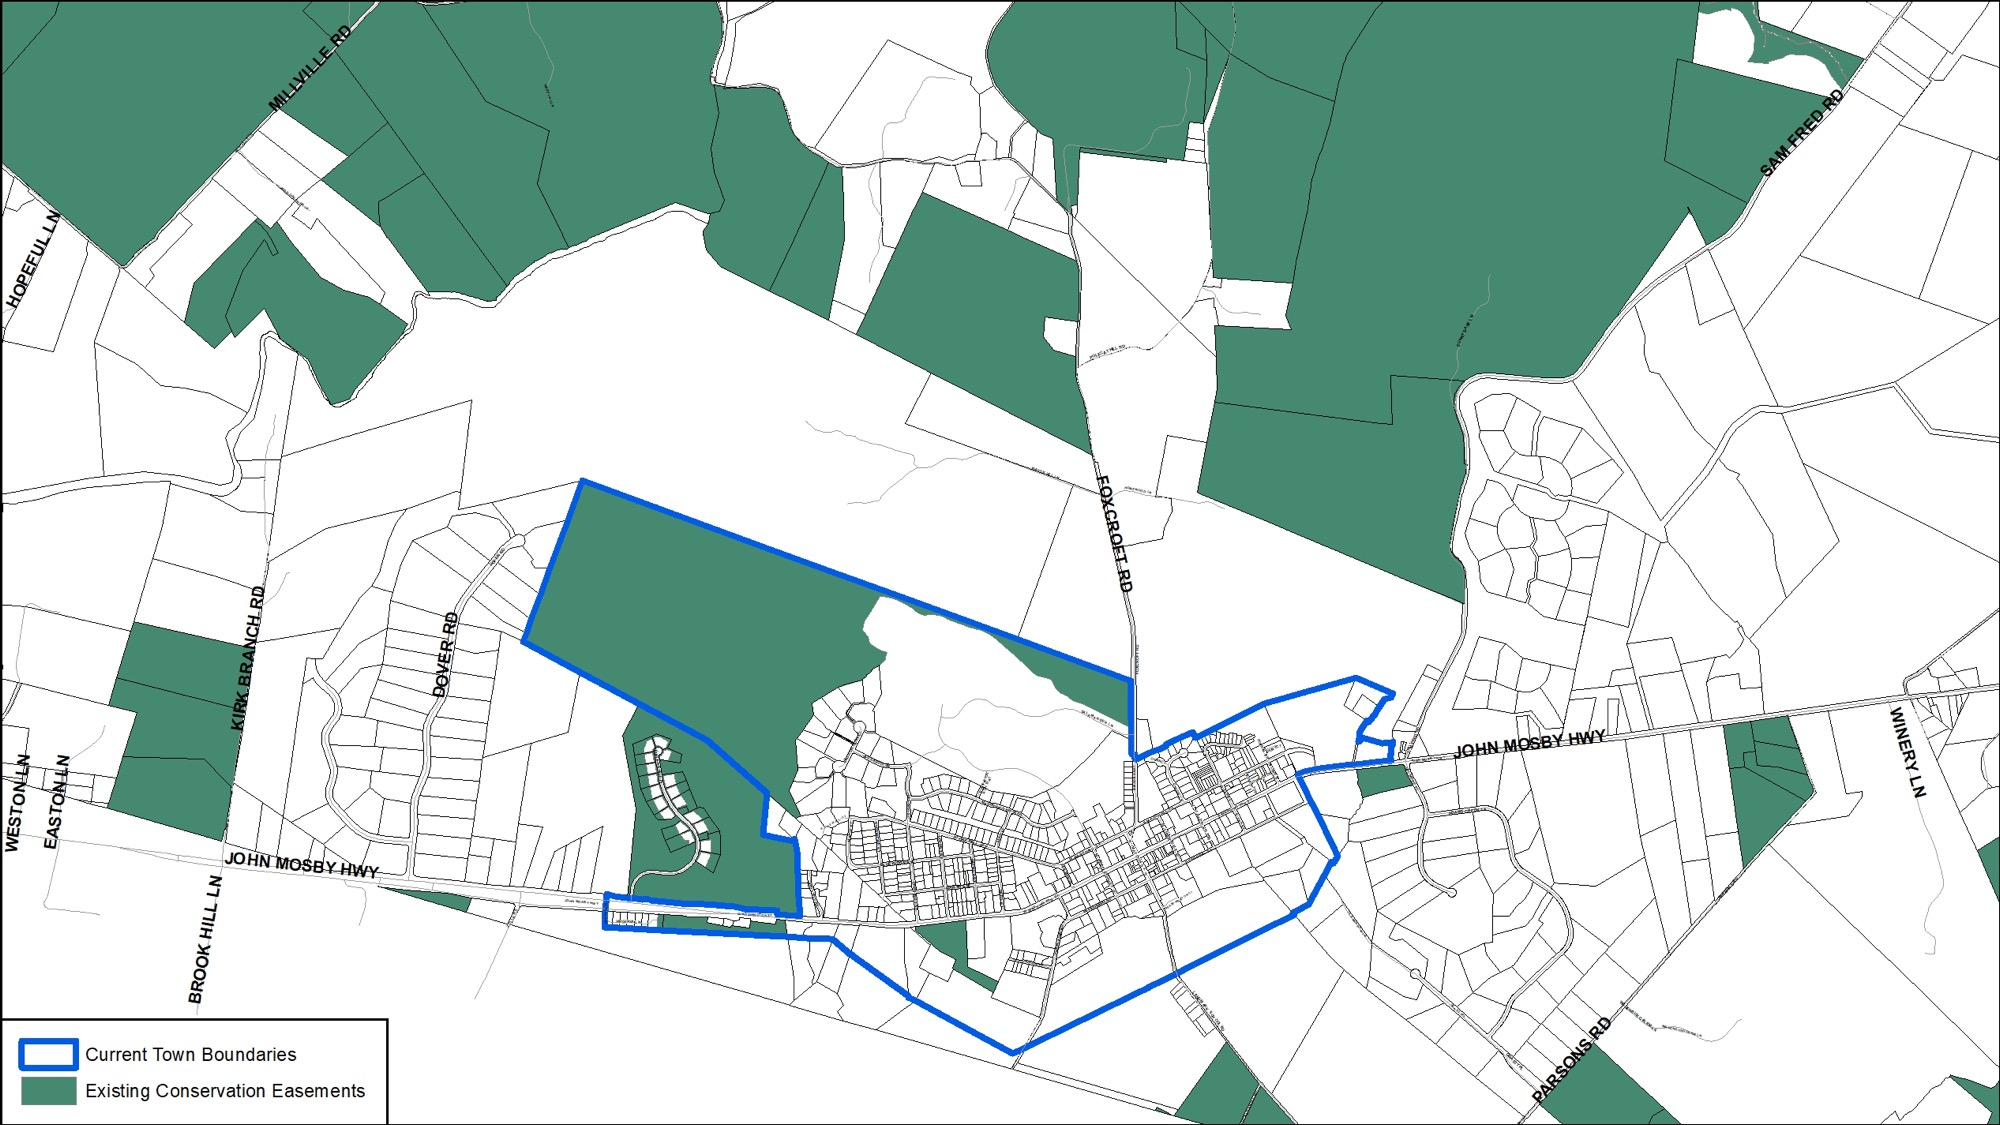 MILLVILLE RD
SAM FRED RD
HOPEFUL LN
FOXCROFT RD
KIRK BRANCH RD
DOVER RD
JOHN MOSBY HWY
WINERY LN
WESTON LN
EASTON LN
JOHN MOSBY HWY
BROOK HILL LN
PARSONS RD
Current Town Boundaries
Existing Conservation Easements